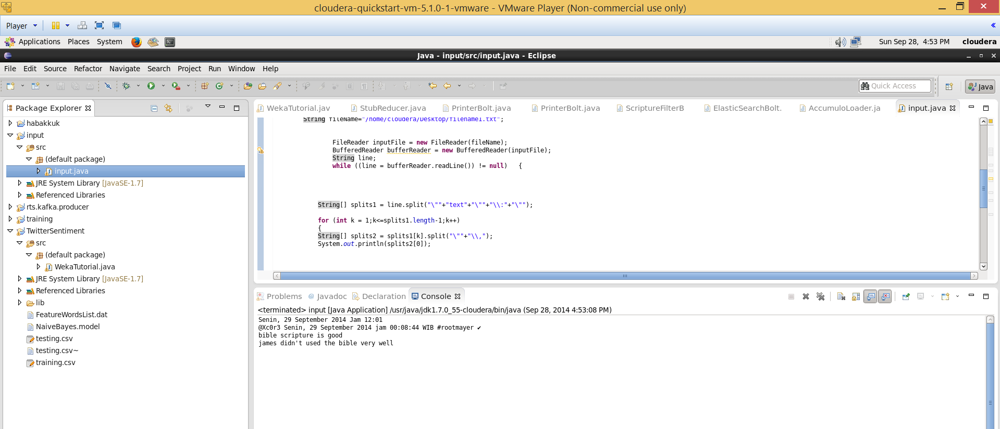 cloudera-quickstart-vm-5.1.0-1-vmware - VMware Player (Non-commercial use only)
Player
Applications Places System Sun Sep 28, 4:53 PM cloudera
Java - input/src/input.java - Eclipse
File Edit Source Refactor Navigate Search Project Run Window Help
Quick Access Java
Package Explorer
habakkuk
input
src
(default package)
input.java
JRE System Library [JavaSE-1.7]
Referenced Libraries
rts.kafka.producer
training
TwitterSentiment
src
(default package)
WekaTutorial.java
JRE System Library [JavaSE-1.7]
Referenced Libraries
lib
FeatureWordsList.dat
NaiveBayes.model
testing.csv
testing.csv~
training.csv
WekaTutorial.jav StubReducer.java PrinterBolt.java PrinterBolt.java ScriptureFilterB ElasticSearchBolt. AccumuloLoader.ja input.java
String fileName="/home/cloudera/Desktop/filename1.txt";
FileReader inputFile = new FileReader(fileName);
BufferedReader bufferReader = new BufferedReader(inputFile);
String line;
while ((line = bufferReader.readLine()) != null) {
String[] splits1 = line.split("\""+"text"+"\""+"\\:"+"\"");
for (int k = 1;k<=splits1.length-1;k++)
{
String[] splits2 = splits1[k].split("\""+"\\,");
System.out.println(splits2[0]);
Problems @ Javadoc Declaration Console
<terminated> input [Java Application] /usr/java/jdk1.7.0_55-cloudera/bin/java (Sep 28, 2014 4:53:08 PM)
Senin, 29 September 2014 Jam 12:01
@Xc0r3 Senin, 29 September 2014 jam 00:08:44 WIB #rootmayer ✔
bible scripture is good
james didn't used the bible very well